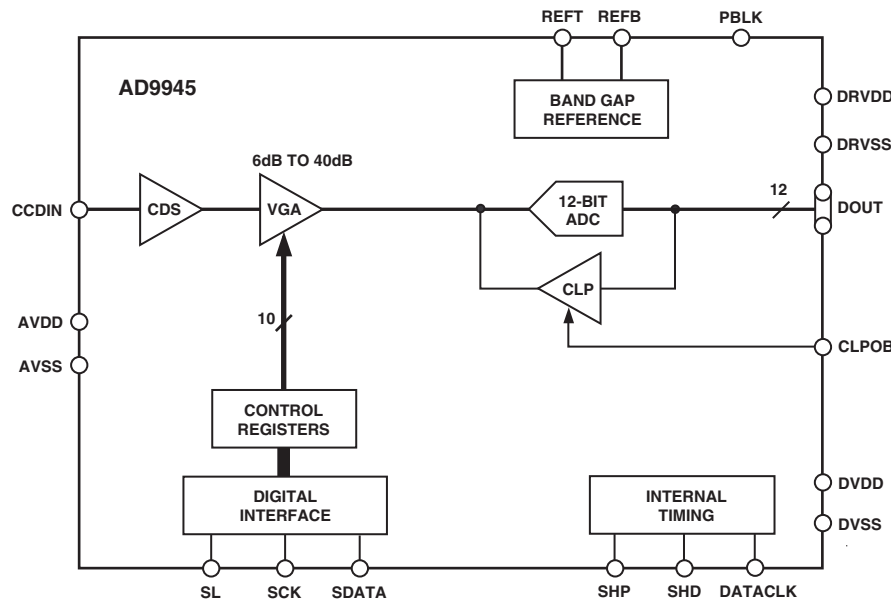 REFT REFB PBLK
AD9945
BAND GAP
REFERENCE
DRVDD
DRVSS
6dB TO 40dB
CCDIN
CDS
VGA
12-BIT
ADC
12
DOUT
CLP
AVDD
10
AVSS
CLPOB
CONTROL
REGISTERS
DIGITAL
INTERFACE
INTERNAL
TIMING
DVDD
DVSS
SL SCK SDATA SHP SHD DATACLK